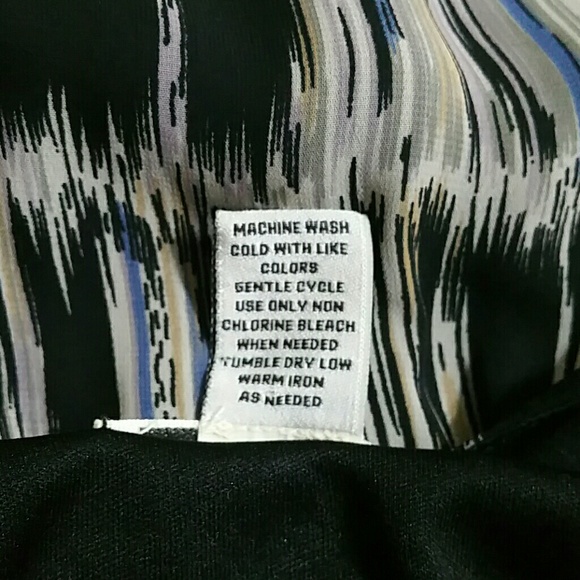 MACHINE WASH
COLD WITH LIKE
COLORS
GENTLE CYCLE
USE ONLY NON
CHLORINE BLEACH
WHEN NEEDED
TUMBLE DRY LOW
WARM IRON
AS NEEDED